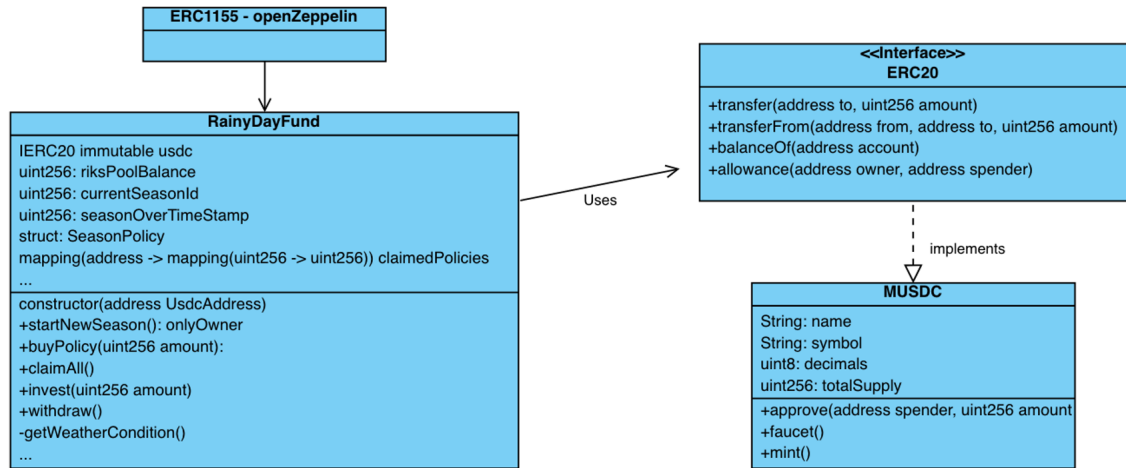 ERC1155 - openZeppelin
RainyDayFund
IERC20 immutable usdc
uint256: riksPoolBalance
uint256: currentSeasonId
uint256: seasonOverTimeStamp
struct: SeasonPolicy
mapping(address -> mapping(uint256 -> uint256)) claimedPolicies
...
constructor(address UsdcAddress)
+startNewSeason(): onlyOwner
+buyPolicy(uint256 amount):
+claimAll()
+invest(uint256 amount)
+withdraw()
-getWeatherCondition()
...
Uses
<<Interface>>
ERC20
+transfer(address to, uint256 amount)
+transferFrom(address from, address to, uint256 amount)
+balanceOf(address account)
+allowance(address owner, address spender)
implements
MUSDC
String: name
String: symbol
uint8: decimals
uint256: totalSupply
+approve(address spender, uint256 amount
+faucet()
+mint()